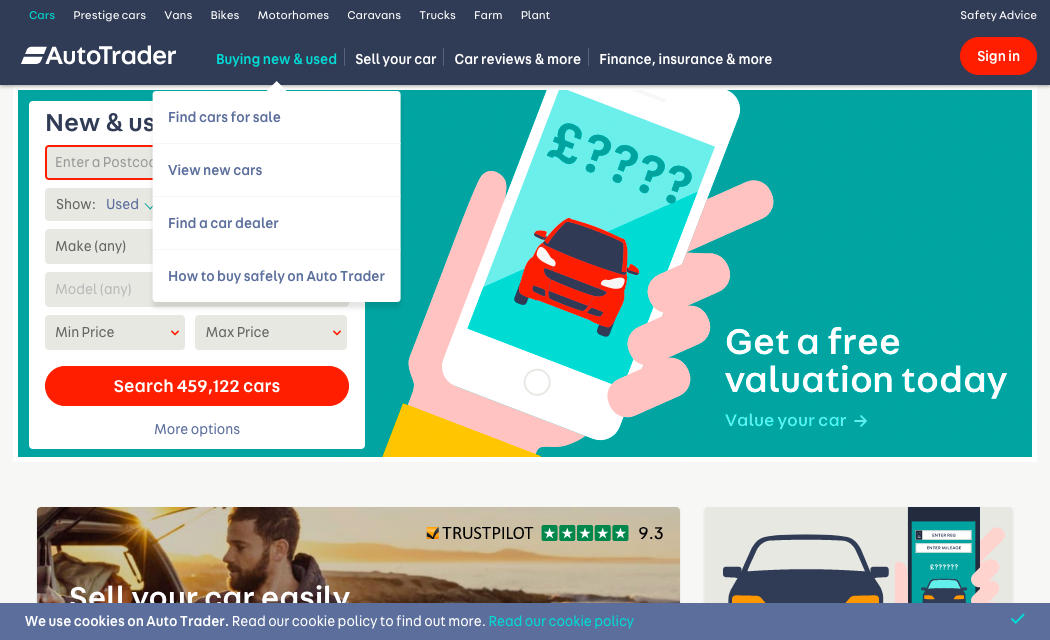 Cars Prestige cars Vans Bikes Motorhomes Caravans Trucks Farm Plant Safety Advice
AutoTrader Buying new & used Sell your car Car reviews & more Finance, insurance & more Sign in
Find cars for sale
View new cars
Find a car dealer
How to buy safely on Auto Trader
New & us
Enter a Postco
Show: Used
Make (any)
Model (any)
Min Price Max Price
Search 459,122 cars
More options
£????
Get a free
valuation today
Value your car →
TRUSTPILOT 9.3
Sell your car easily
ENTER REG
ENTER MILEAGE
£??????
We use cookies on Auto Trader. Read our cookie policy to find out more. Read our cookie policy